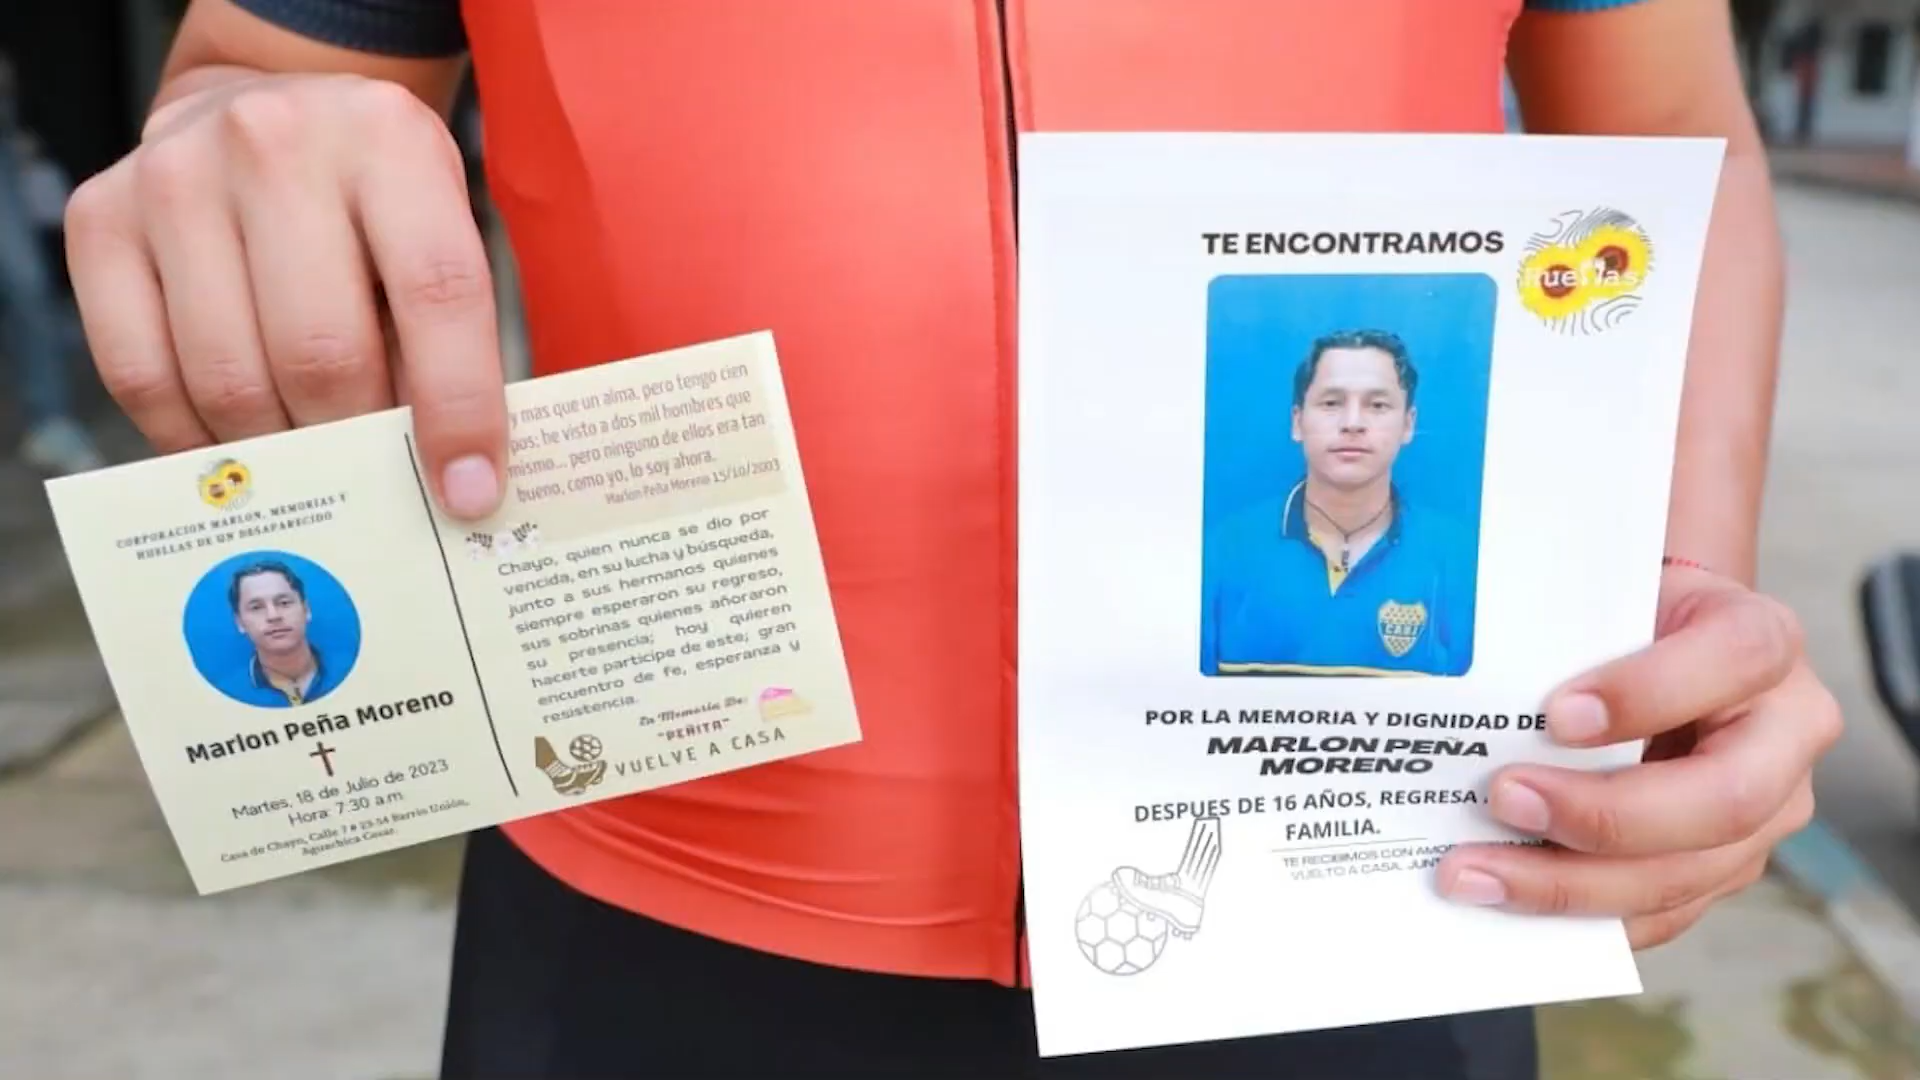 CORPORACION MARLON, MEMORIAS Y
HUELLAS DE UN DESAPARECIDO
Marlon Peña Moreno
Martes, 18 de Julio de 2023
Hora: 7:30 a.m
Casa de Chayo, Calle 7 # 23-54 Barrio Unión,
Aguachica Cesar.
y mas que un alma, pero tengo cien
pos; he visto a dos mil hombres que
mismo... pero ninguno de ellos era tan
bueno, como yo, lo soy ahora.
Marlon Peña Moreno 15/10/2003
Chayo, quien nunca se dio por
vencida, en su lucha y búsqueda,
junto a sus hermanos quienes
siempre esperaron su regreso,
sus sobrinas quienes añoraron
su presencia; hoy quieren
hacerte participe de este; gran
encuentro de fe, esperanza y
resistencia.
En Memoria De:
"PEÑITA"
VUELVE A CASA
TE ENCONTRAMOS
Huellas
CABJ
POR LA MEMORIA Y DIGNIDAD DE
MARLON PEÑA
MORENO
DESPUES DE 16 AÑOS, REGRESA
FAMILIA.
TE RECIBIMOS CON AMOR
VUELTO A CASA, JUN